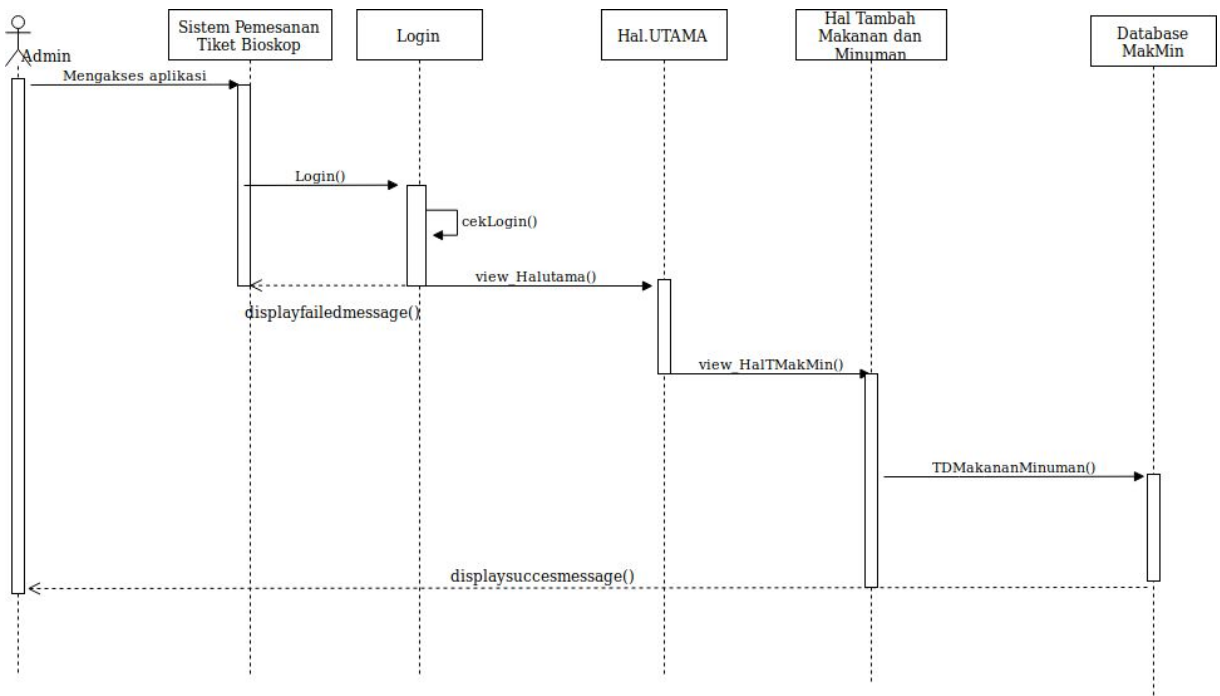 Admin
Sistem Pemesanan
Tiket Bioskop
Login
Hal.UTAMA
Hal Tambah
Makanan dan
Minuman
Database
MakMin
Mengakses aplikasi
Login()
cekLogin()
view_Halutama()
displayfailedmessage()
view_HalTMakMin()
TDMakananMinuman()
displaysuccesmessage()